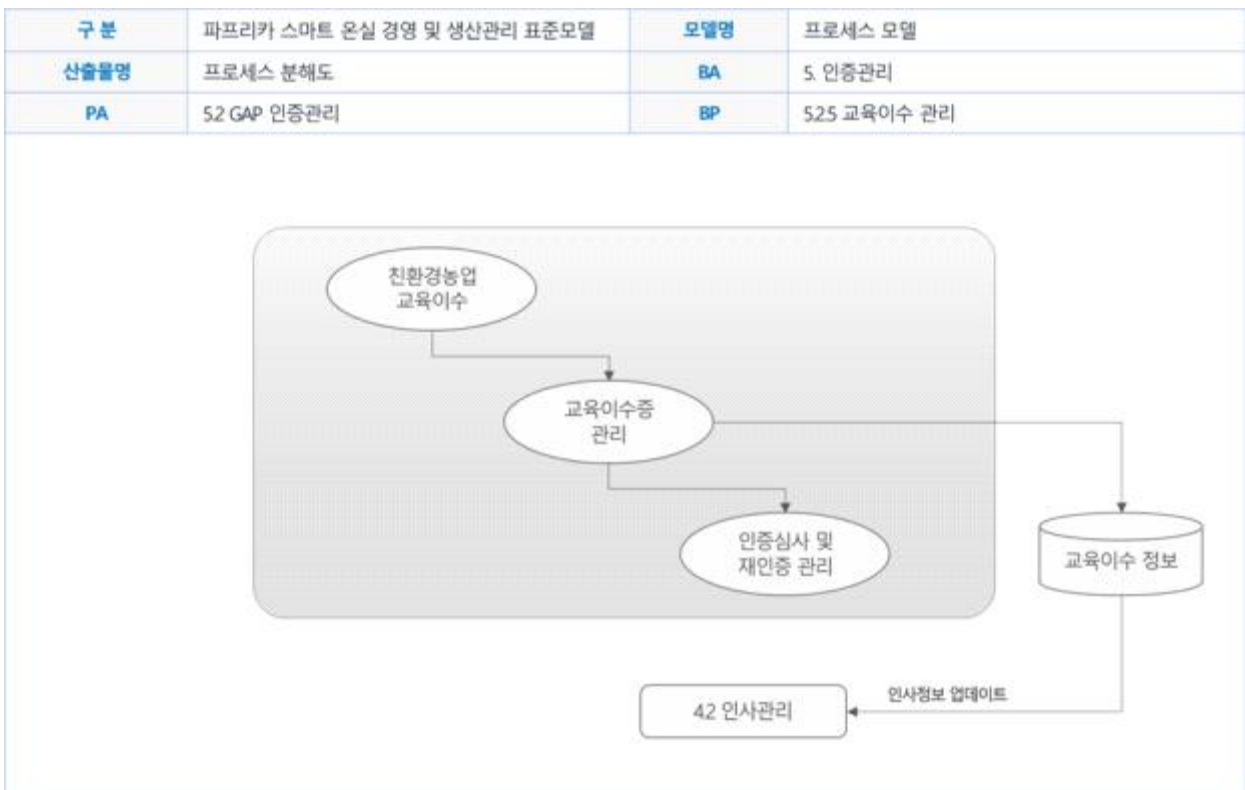 구 분 파프리카 스마트 온실 경영 및 생산관리 표준모델 모델명 프로세스 모델
산출물명 프로세스 분해도 BA 5. 인증관리
PA 5.2 GAP 인증관리 BP 5.2.5 교육이수 관리
친환경농업
교육이수
교육이수증
관리
인증심사 및
재인증 관리
교육이수 정보
인사정보 업데이트
4.2 인사관리